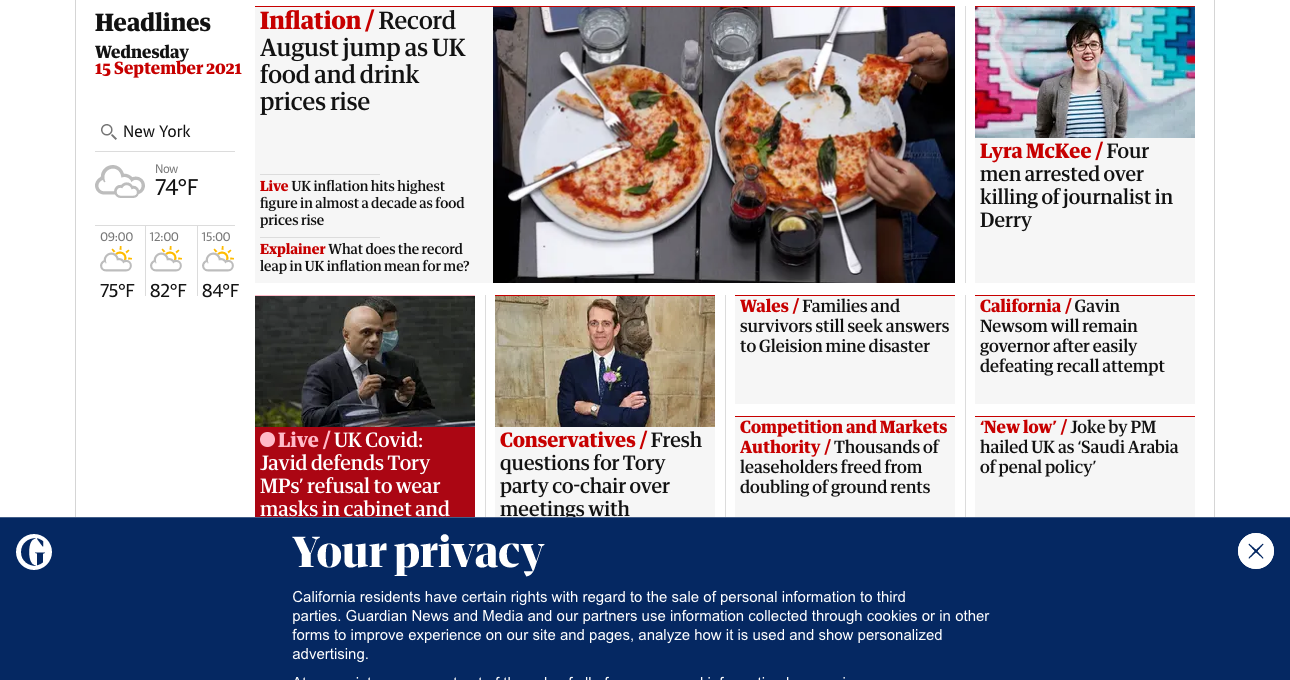 Headlines
Wednesday
15 September 2021
New York
Now
74°F
09:00
12:00
15:00
75°F
82°F
84°F
Inflation / Record
August jump as UK
food and drink
prices rise
Live UK inflation hits highest
figure in almost a decade as food
prices rise
Explainer What does the record
leap in UK inflation mean for me?
Lyra McKee / Four
men arrested over
killing of journalist in
Derry
Live / UK Covid:
Javid defends Tory
MPs’ refusal to wear
masks in cabinet and
Conservatives / Fresh
questions for Tory
party co-chair over
meetings with
Wales / Families and
survivors still seek answers
to Gleision mine disaster
Competition and Markets
Authority / Thousands of
leaseholders freed from
doubling of ground rents
California / Gavin
Newsom will remain
governor after easily
defeating recall attempt
‘New low’ / Joke by PM
hailed UK as ‘Saudi Arabia
of penal policy’
G
Your privacy
California residents have certain rights with regard to the sale of personal information to third
parties. Guardian News and Media and our partners use information collected through cookies or in other
forms to improve experience on our site and pages, analyze how it is used and show personalized
advertising.